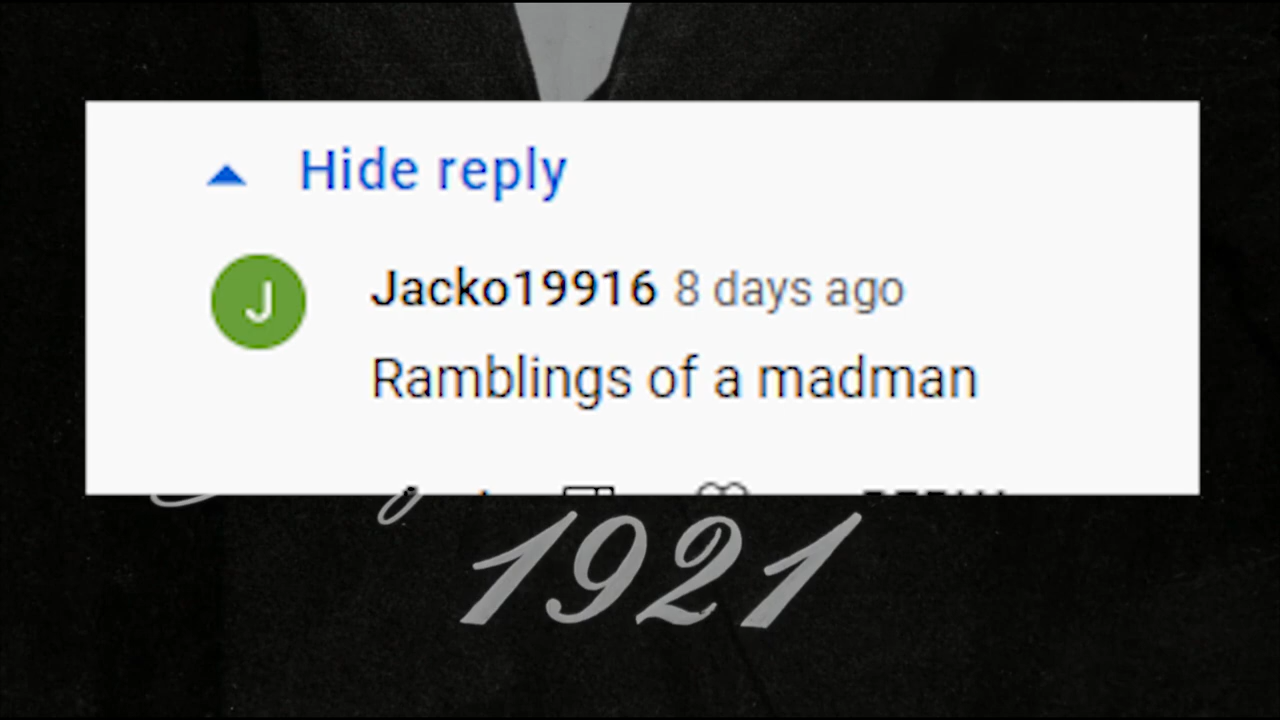 Hide reply
J
Jacko19916 8 days ago
Ramblings of a madman
1921